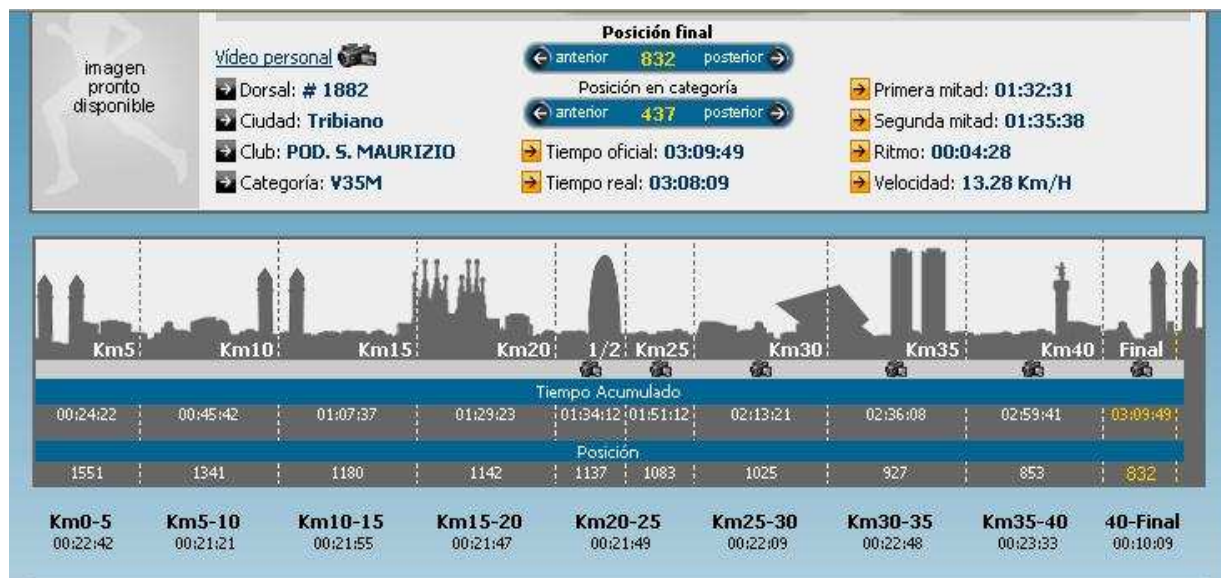 imagen
pronto
disponible
Vídeo personal
Dorsal: # 1882
Ciudad: Tribiano
Club: POD. S. MAURIZIO
Categoría: V35M
Posición final
anterior 832 posterior
Posición en categoría
anterior 437 posterior
Tiempo oficial: 03:09:49
Tiempo real: 03:08:09
Primera mitad: 01:32:31
Segunda mitad: 01:35:38
Ritmo: 00:04:28
Velocidad: 13.28 Km/H
Km5 Km10 Km15 Km20 1/2 Km25 Km30 Km35 Km40 Final
Tiempo Acumulado
00:24:22 00:45:42 01:07:37 01:29:23 01:34:12 01:51:12 02:13:21 02:36:08 02:59:41 03:09:49
Posición
1551 1341 1180 1142 1137 1083 1025 927 853 832
Km0-5 Km5-10 Km10-15 Km15-20 Km20-25 Km25-30 Km30-35 Km35-40 40-Final
00:22:42 00:21:21 00:21:55 00:21:47 00:21:49 00:22:09 00:22:48 00:23:33 00:10:09